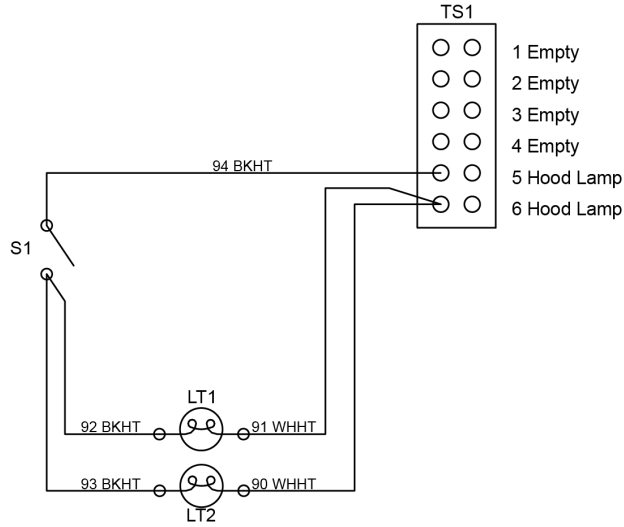 TS1
1 Empty
2 Empty
3 Empty
4 Empty
94 BKHT
5 Hood Lamp
6 Hood Lamp
S1
LT1
92 BKHT
91 WHHT
93 BKHT
90 WHHT
LT2